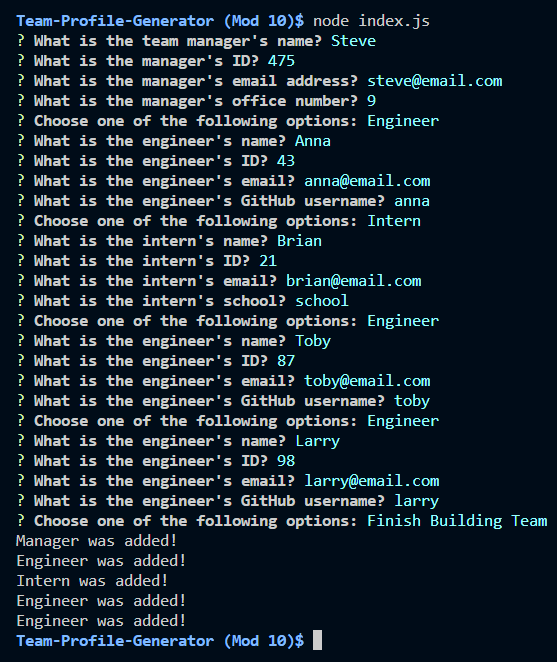 Team-Profile-Generator (Mod 10)$ node index.js
? What is the team manager's name? Steve
? What is the manager's ID? 475
? What is the manager's email address? steve@email.com
? What is the manager's office number? 9
? Choose one of the following options: Engineer
? What is the engineer's name? Anna
? What is the engineer's ID? 43
? What is the engineer's email? anna@email.com
? What is the engineer's GitHub username? anna
? Choose one of the following options: Intern
? What is the intern's name? Brian
? What is the intern's ID? 21
? What is the intern's email? brian@email.com
? What is the intern's school? school
? Choose one of the following options: Engineer
? What is the engineer's name? Toby
? What is the engineer's ID? 87
? What is the engineer's email? toby@email.com
? What is the engineer's GitHub username? toby
? Choose one of the following options: Engineer
? What is the engineer's name? Larry
? What is the engineer's ID? 98
? What is the engineer's email? larry@email.com
? What is the engineer's GitHub username? larry
? Choose one of the following options: Finish Building Team
Manager was added!
Engineer was added!
Intern was added!
Engineer was added!
Engineer was added!
Team-Profile-Generator (Mod 10)$